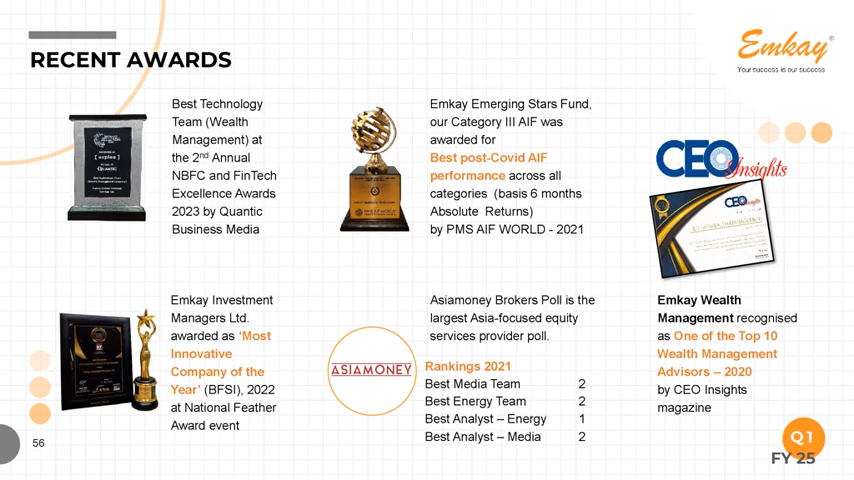 RECENT AWARDS
Emkay®
Your success is our success
Best Technology
Team (Wealth
Management) at
the 2nd Annual
NBFC and FinTech
Excellence Awards
2023 by Quantic
Business Media
Emkay Emerging Stars Fund,
our Category III AIF was
awarded for
Best post-Covid AIF
performance across all
categories (basis 6 months
Absolute Returns)
by PMS AIF WORLD - 2021
CEO Insights
CEO Insights
Emkay Investment
Managers Ltd.
awarded as ‘Most
Innovative
Company of the
Year’ (BFSI), 2022
at National Feather
Award event
ASIAMONEY
Asiamoney Brokers Poll is the
largest Asia-focused equity
services provider poll.
Rankings 2021
Best Media Team 2
Best Energy Team 2
Best Analyst – Energy 1
Best Analyst – Media 2
Emkay Wealth
Management recognised
as One of the Top 10
Wealth Management
Advisors – 2020
by CEO Insights
magazine
56
Q1
FY 25